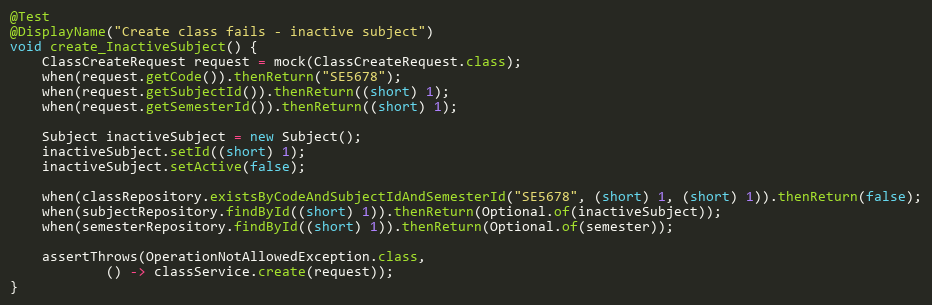 @Test
@DisplayName("Create class fails - inactive subject")
void create_InactiveSubject() {
    ClassCreateRequest request = mock(ClassCreateRequest.class);
    when(request.getCode()).thenReturn("SE5678");
    when(request.getSubjectId()).thenReturn((short) 1);
    when(request.getSemesterId()).thenReturn((short) 1);

    Subject inactiveSubject = new Subject();
    inactiveSubject.setId((short) 1);
    inactiveSubject.setActive(false);

    when(classRepository.existsByCodeAndSubjectIdAndSemesterId("SE5678", (short) 1, (short) 1)).thenReturn(false);
    when(subjectRepository.findById((short) 1)).thenReturn(Optional.of(inactiveSubject));
    when(semesterRepository.findById((short) 1)).thenReturn(Optional.of(semester));

    assertThrows(OperationNotAllowedException.class,
            () -> classService.create(request));
}